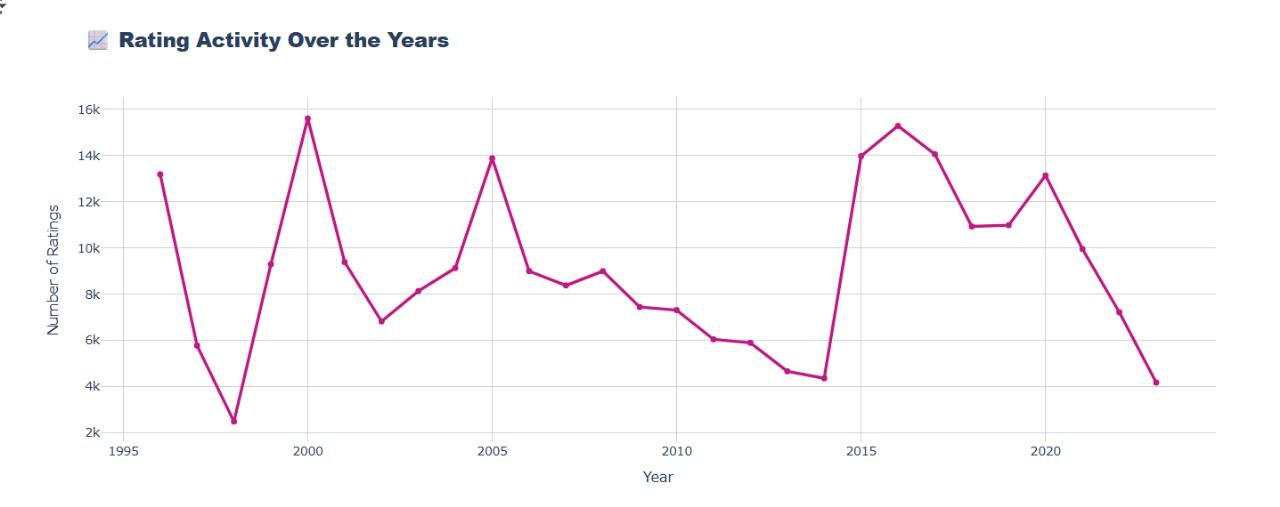 📈 Rating Activity Over the Years
16k
14k
12k
10k
8k
6k
4k
2k
Number of Ratings
1995 2000 2005 2010 2015 2020
Year